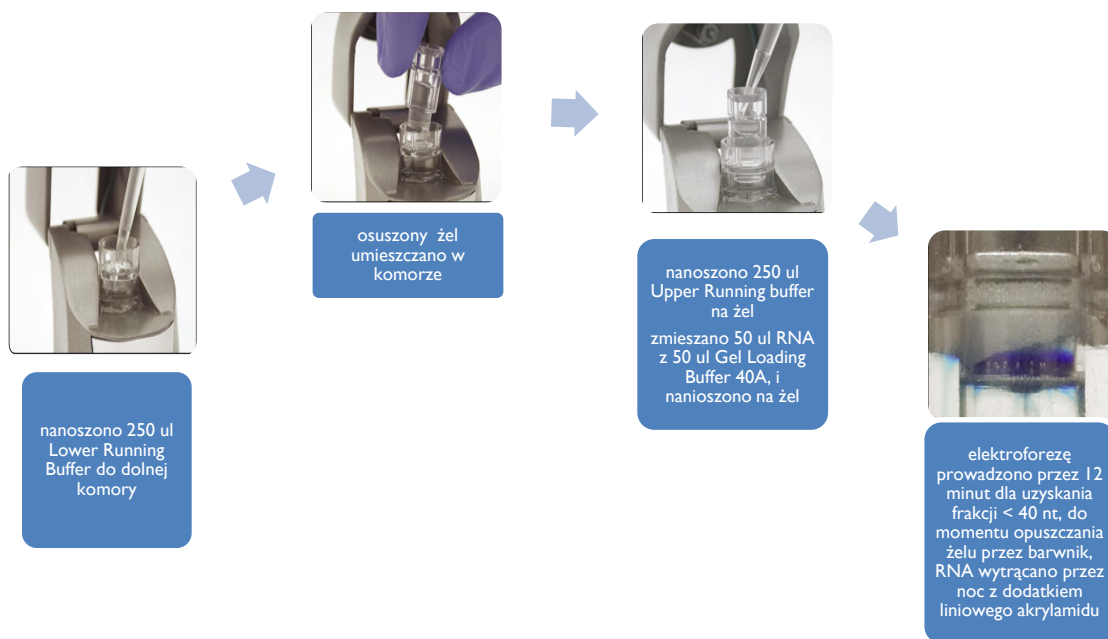 nanoszono 250 ul
Lower Running
Buffer do dolnej
komory
osuszony żel
umieszczano w
komorze
nanoszono 250 ul
Upper Running buffer
na żel
zmieszano 50 ul RNA
z 50 ul Gel Loading
Buffer 40A, i
nanioszono na żel
elektroforezę
prowadzono przez 12
minut dla uzyskania
frakcji < 40 nt, do
momentu opuszczania
żelu przez barwnik,
RNA wytrącano przez
noc z dodatkiem
liniowego akrylamidu